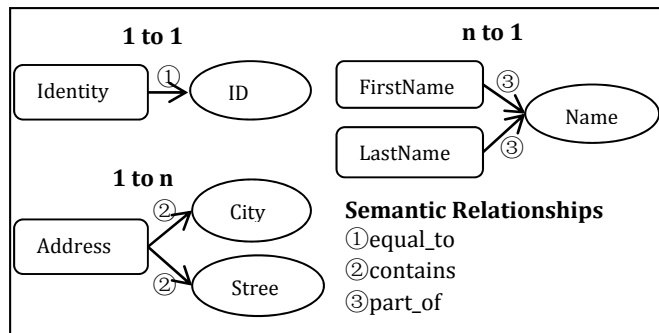 1 to 1
Identity ① ID
n to 1
FirstName ③
LastName ③
Name
1 to n
Address ② City
② Stree
Semantic Relationships
①equal_to
②contains
③part_of